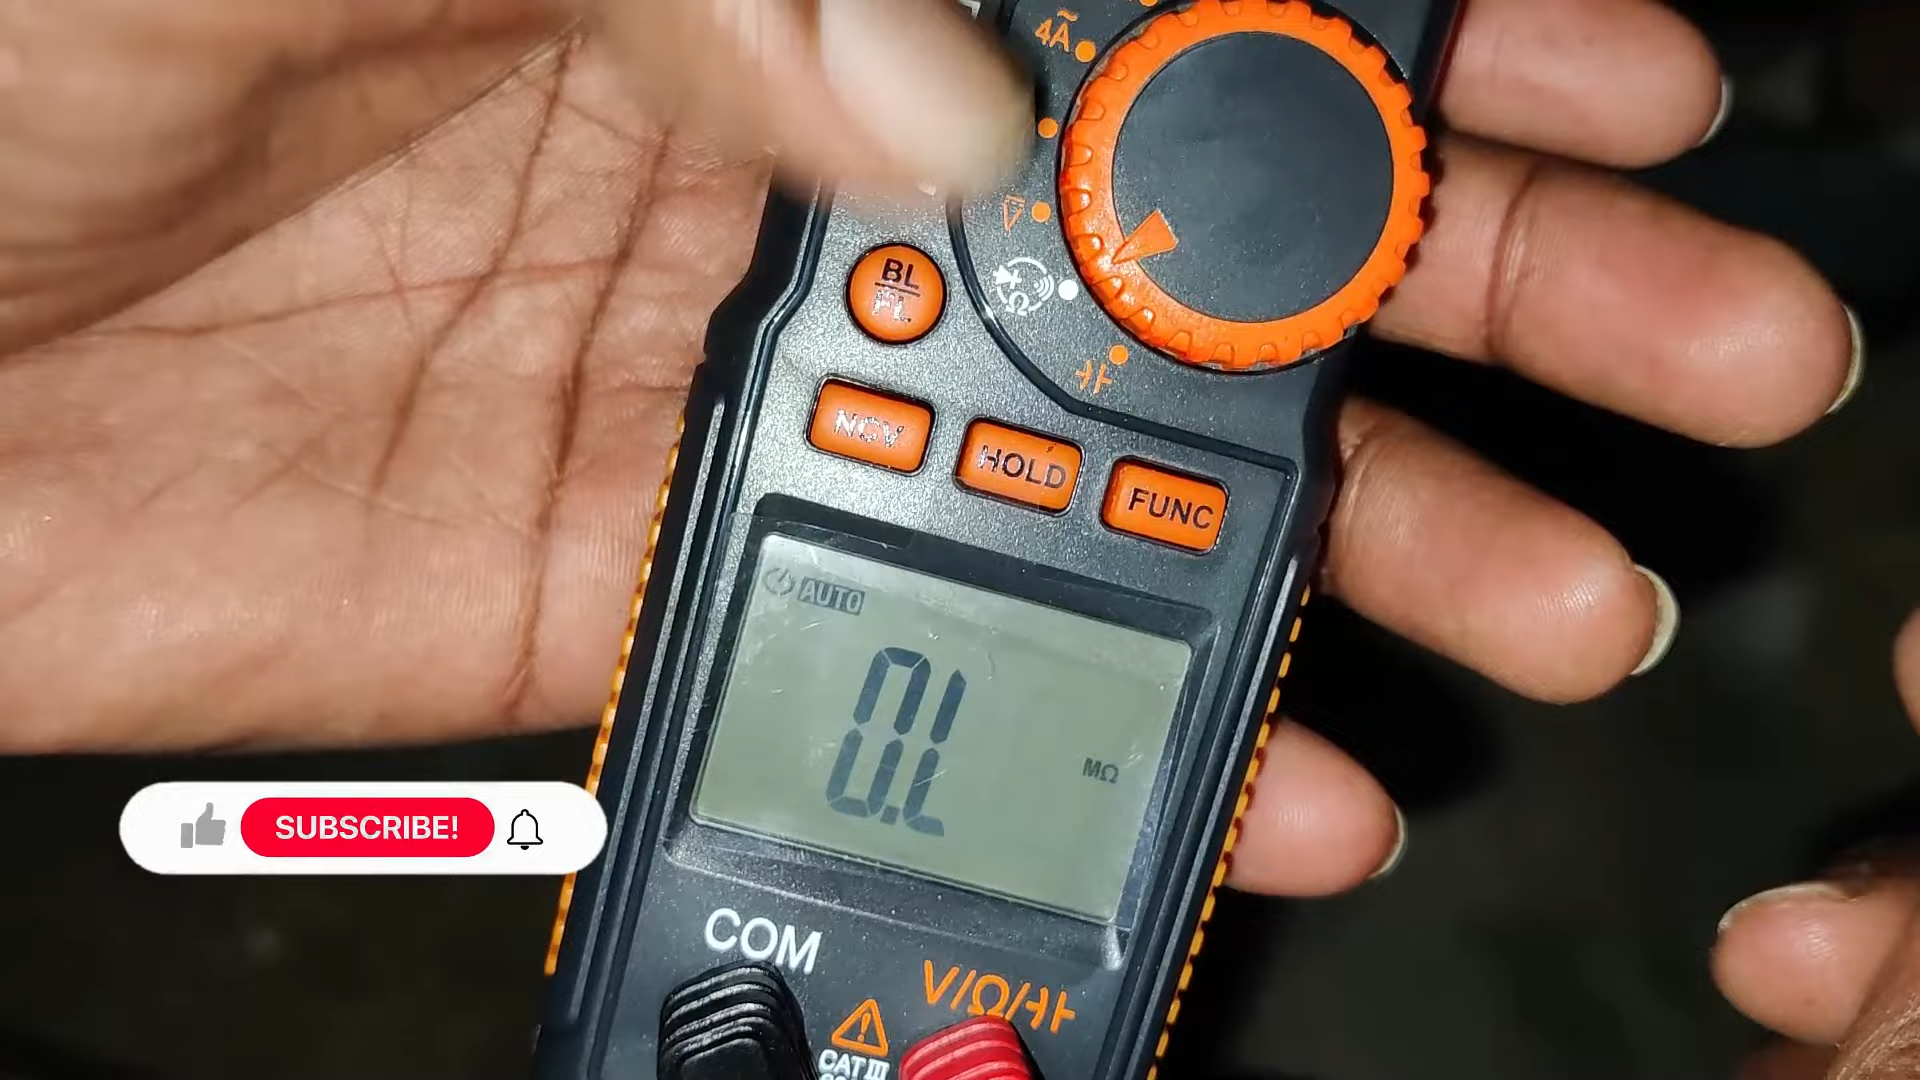 4A
BL
FL
NCV
HOLD
FUNC
AUTO
0.L
MΩ
SUBSCRIBE!
COM
V/Ω/
CAT III